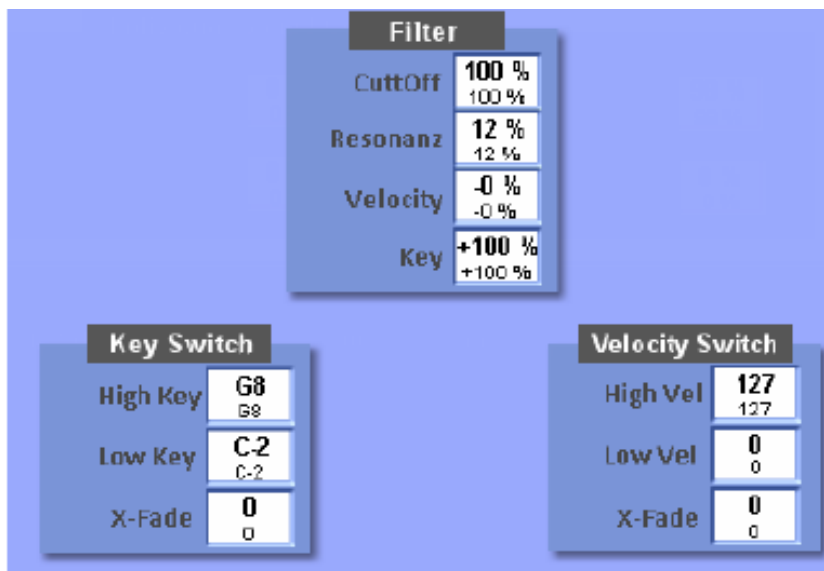 Filter
CuttOff 100 %
100 %
Resonanz 12 %
12 %
Velocity -0 %
-0 %
Key +100 %
+100 %
Key Switch
High Key G8
G8
Low Key C-2
C-2
X-Fade 0
0
Velocity Switch
High Vel 127
127
Low Vel 0
0
X-Fade 0
0